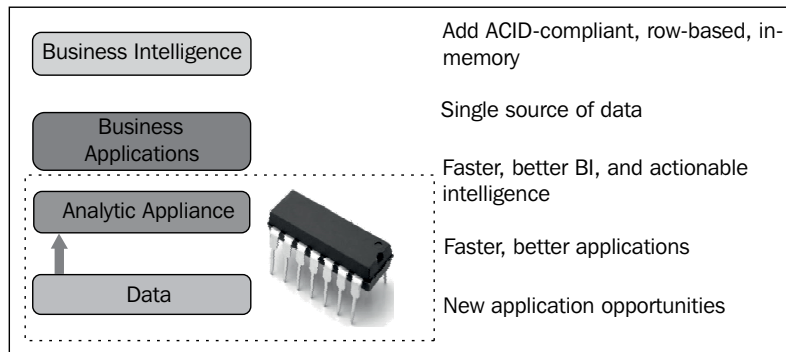 Business Intelligence
Business
Applications
Analytic Appliance
Data
Add ACID-compliant, row-based, in-
memory
Single source of data
Faster, better BI, and actionable
intelligence
Faster, better applications
New application opportunities